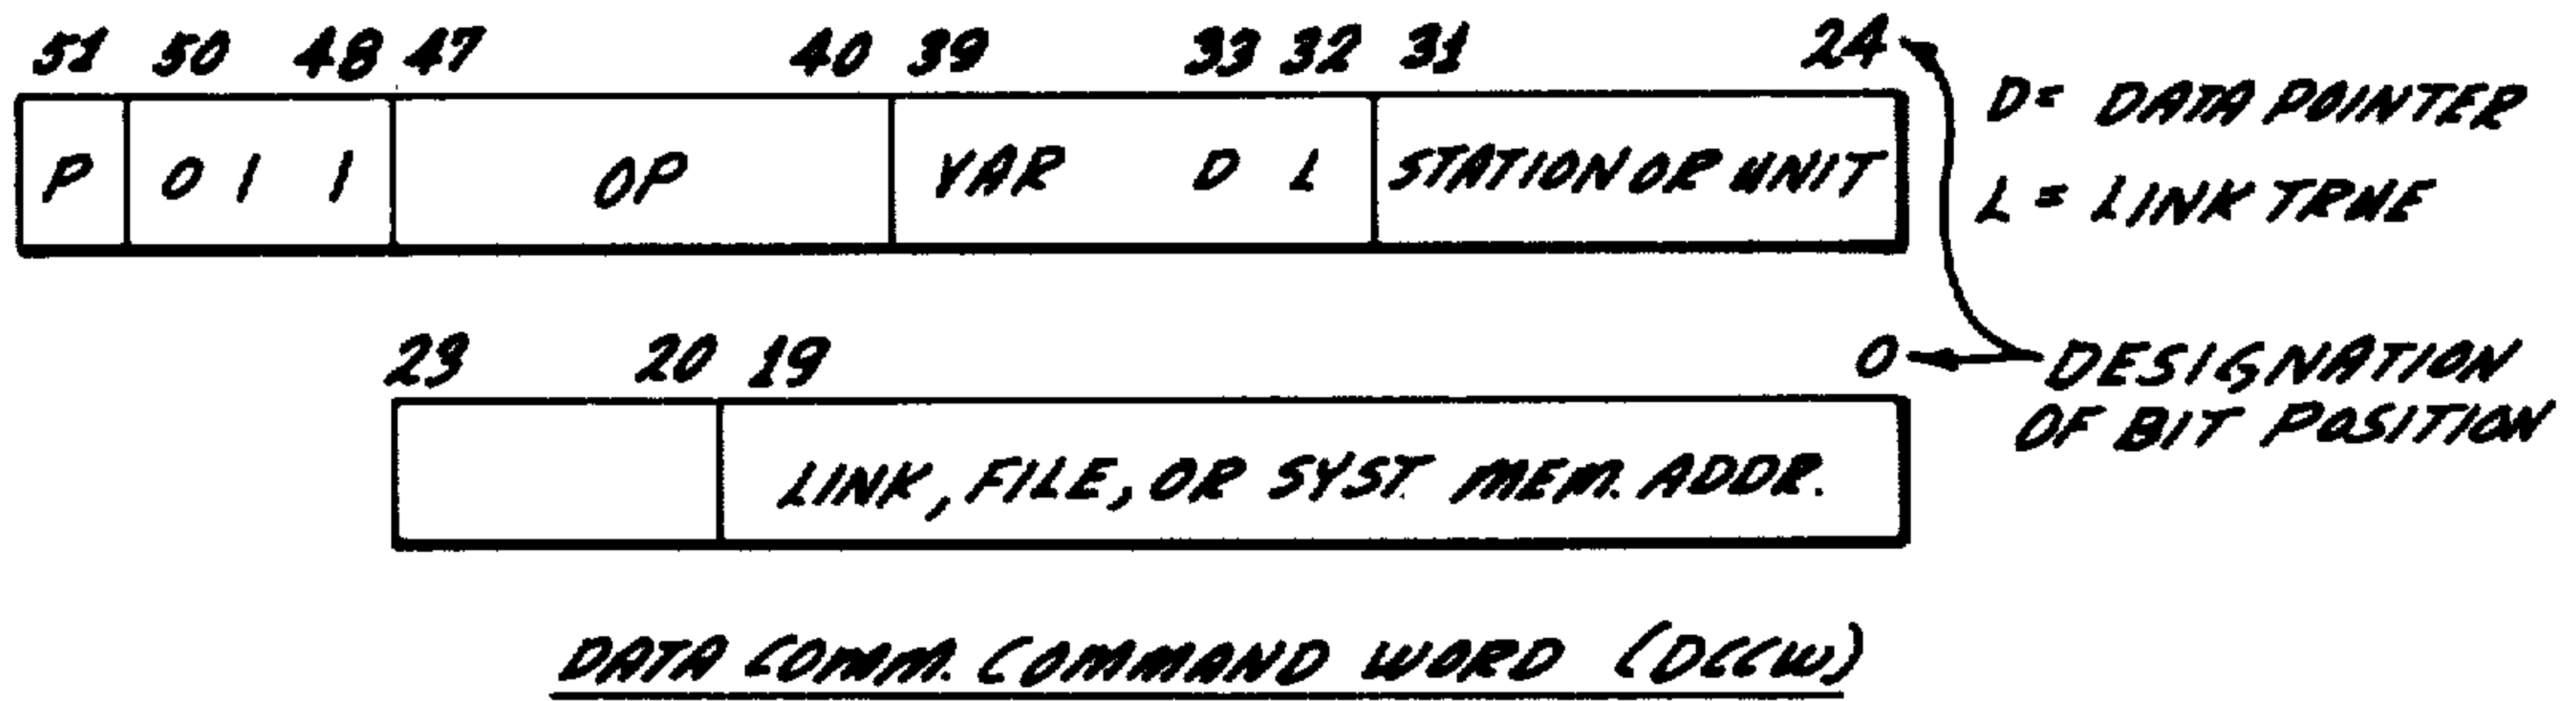 51 50 48 47 40 39 33 32 31 24
P 0 1 1 OP VAR D L STATION OR UNIT
D= DATA POINTER
L = LINK TRUE
23 20 19 0
DESIGNATION
OF BIT POSITION
LINK, FILE, OR SYST. MEM. ADDR.
DATA COMM. COMMAND WORD (DCCW)